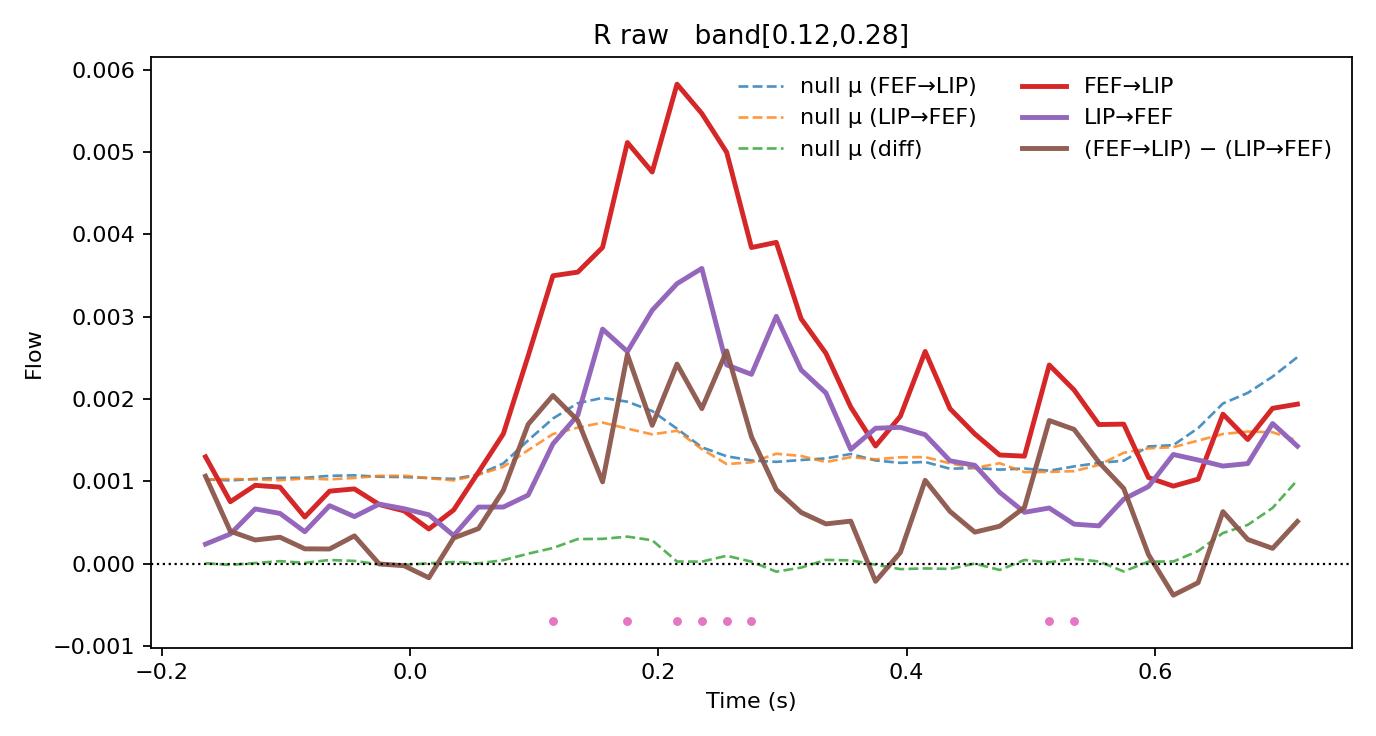 R raw   band[0.12,0.28]
0.006
0.005
0.004
0.003
0.002
0.001
0.000
−0.001
Flow
null μ (FEF→LIP)
null μ (LIP→FEF)
null μ (diff)
FEF→LIP
LIP→FEF
(FEF→LIP) − (LIP→FEF)
−0.2
0.0
0.2
0.4
0.6
Time (s)